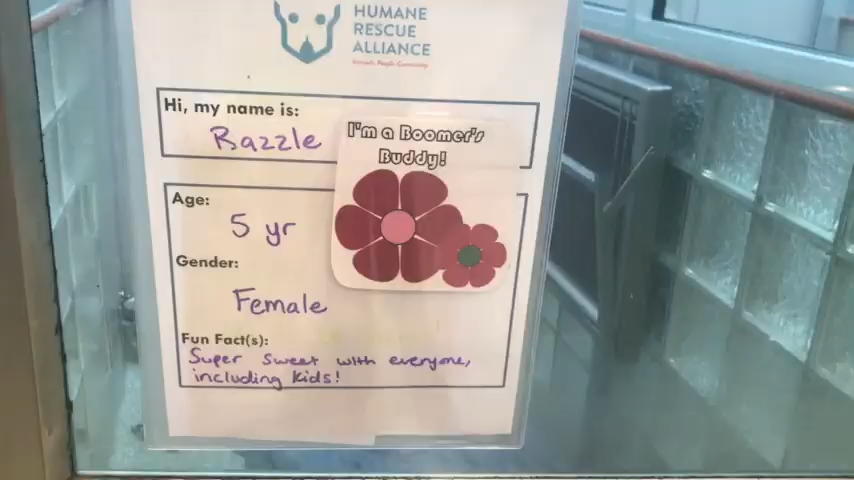 HUMANE
RESCUE
ALLIANCE
Hi, my name is:
Razzle
I'm a Boomer's
Buddy!
Age:
5 yr
Gender:
Female
Fun Fact(s):
Super sweet with everyone,
including kids!